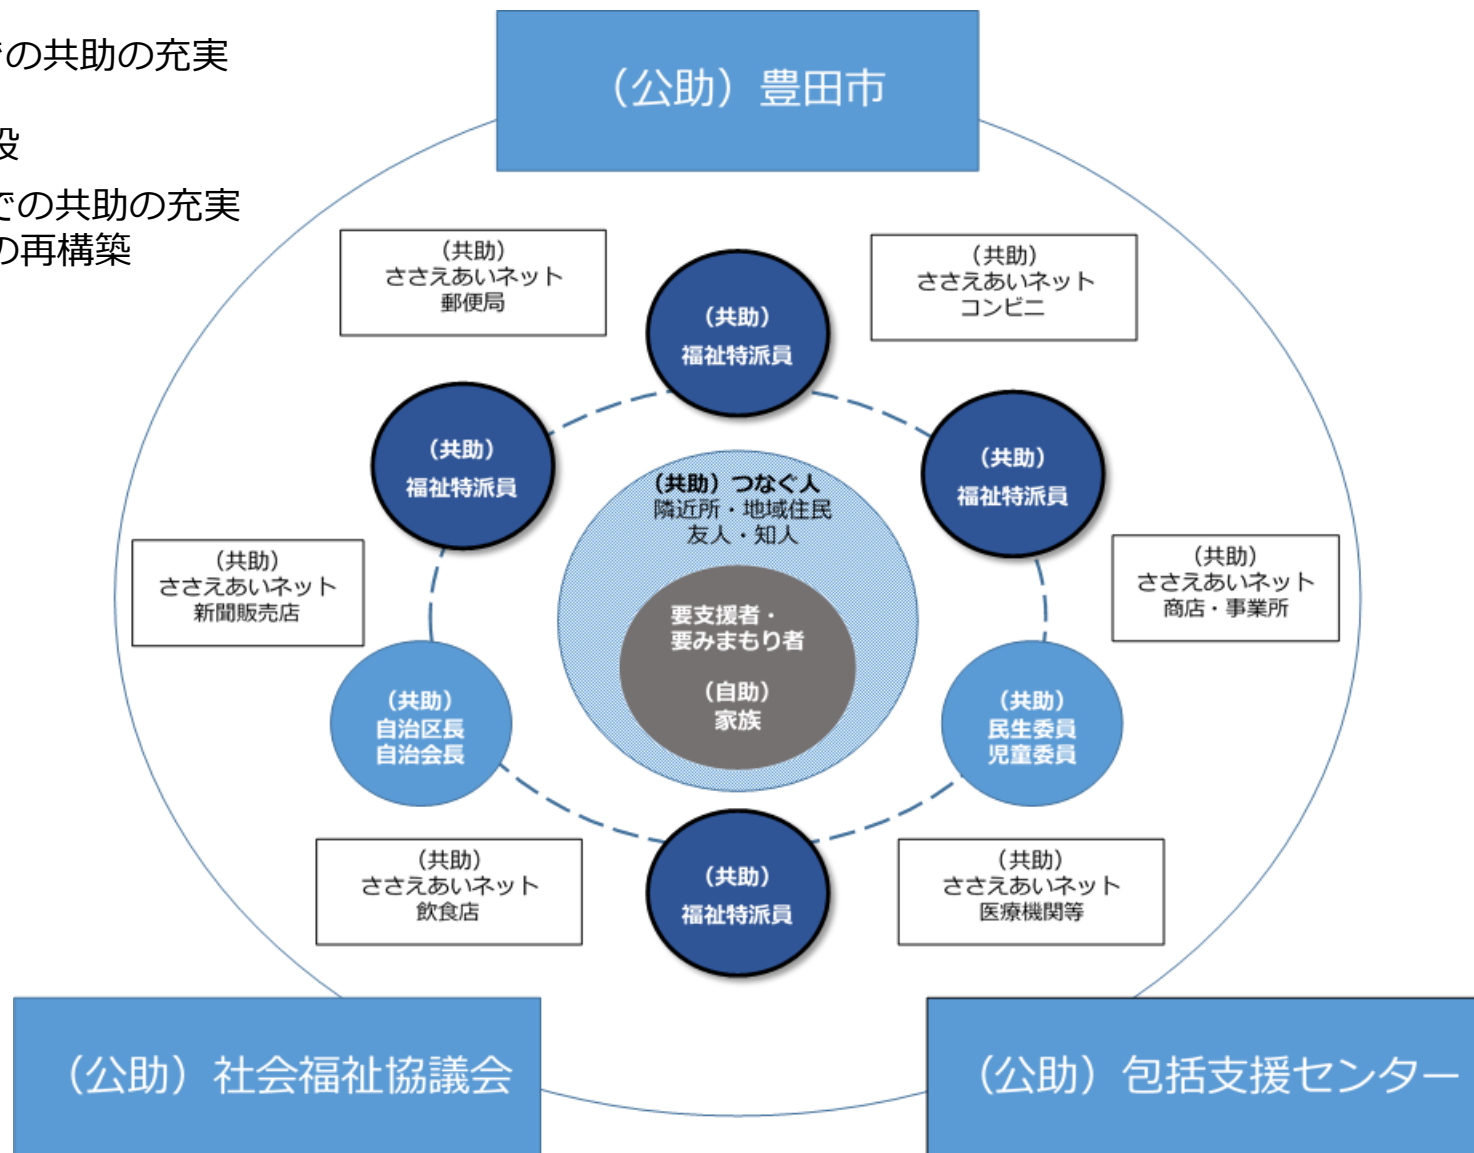 での共助の充実
設
での共助の充実
の再構築
（公助）豊田市
（共助）
ささえあいネット
郵便局
（共助）
福祉特派員
（共助）
ささえあいネット
コンビニ
（共助）
福祉特派員
（共助）
福祉特派員
（共助）つなぐ人
隣近所・地域住民
友人・知人
（共助）
ささえあいネット
新聞販売店
要支援者・
要みまもり者
（自助）
家族
（共助）
ささえあいネット
商店・事業所
（共助）
自治区長
自治会長
（共助）
民生委員
児童委員
（共助）
ささえあいネット
飲食店
（共助）
福祉特派員
（共助）
ささえあいネット
医療機関等
（公助）社会福祉協議会
（公助）包括支援センター